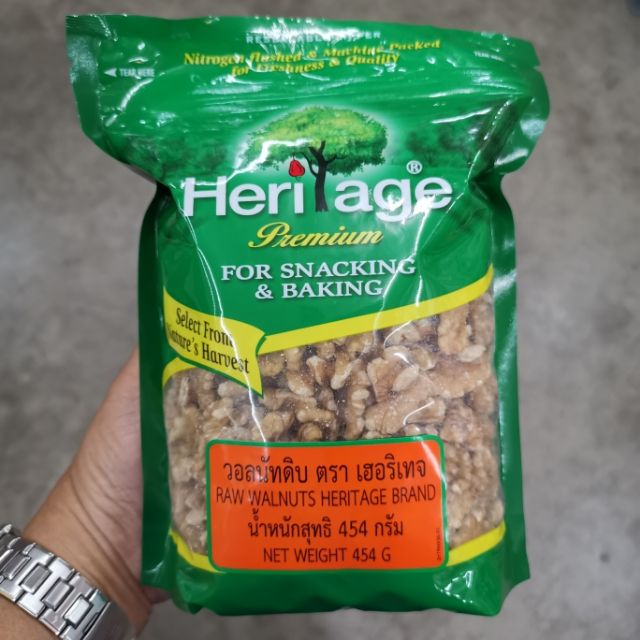 Nitrogen flushed & Machine Packed
for Freshness & Quality
TEAR HERE
Heritage®
Premium
FOR SNACKING
& BAKING
Select From
Nature's Harvest
วอลนัทดิบ ตรา เฮอริเทจ
RAW WALNUTS HERITAGE BRAND
น้ำหนักสุทธิ 454 กรัม
NET WEIGHT 454 G